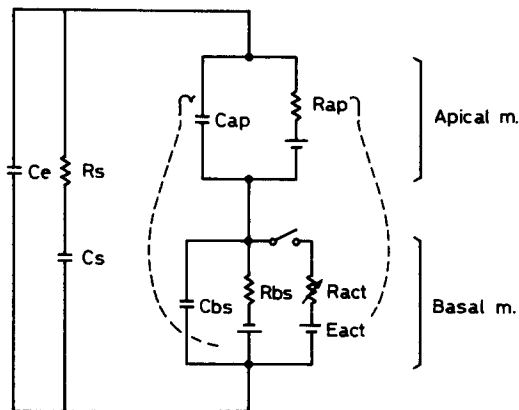 Cap
Rap
Apical m.
Ce
Rs
Cs
Cbs
Rbs
Ract
Eact
Basal m.